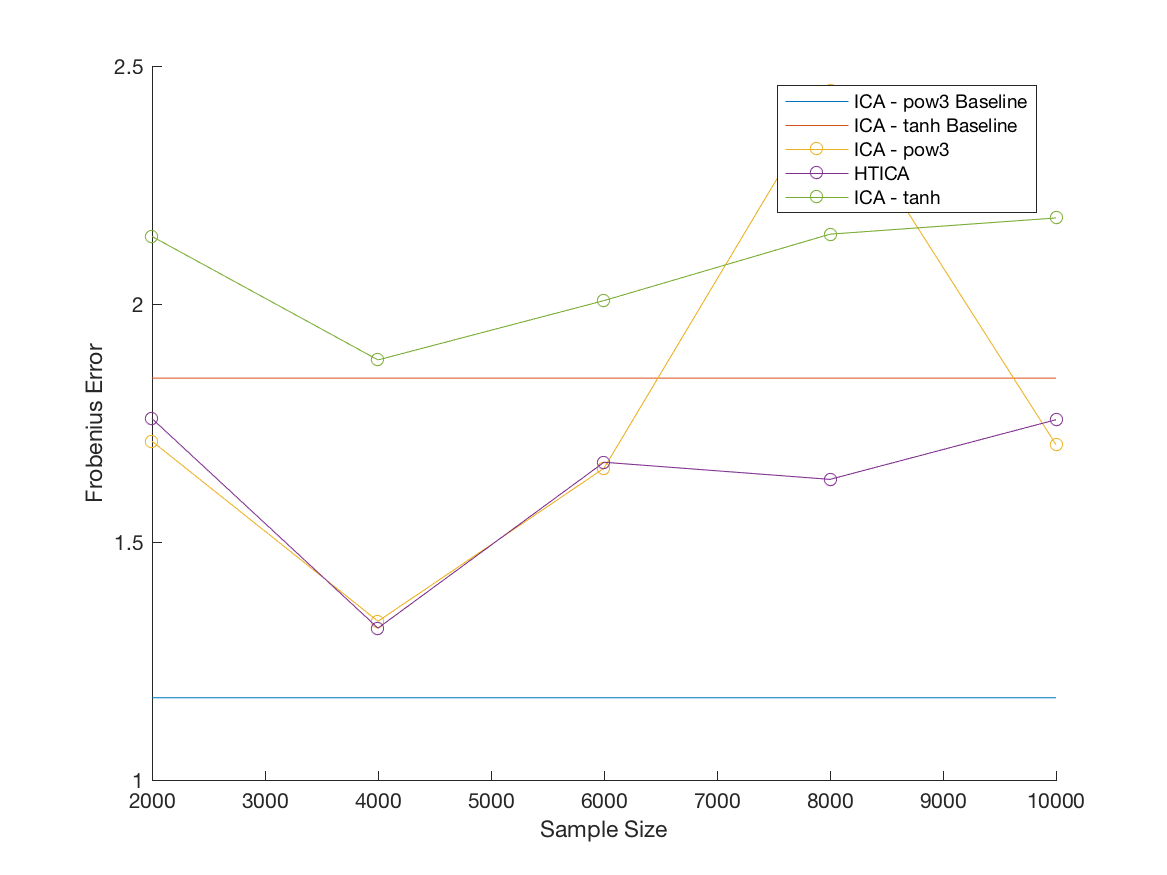 2.5
2
1.5
1
Frobenius Error
ICA - pow3 Baseline
ICA - tanh Baseline
ICA - pow3
HTICA
ICA - tanh
2000 3000 4000 5000 6000 7000 8000 9000 10000
Sample Size